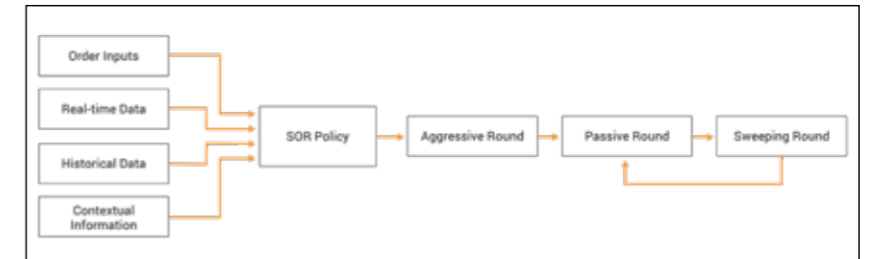 Order Inputs
Real-time Data
Historical Data
Contextual
Information
SOR Policy
Aggressive Round
Passive Round
Sweeping Round